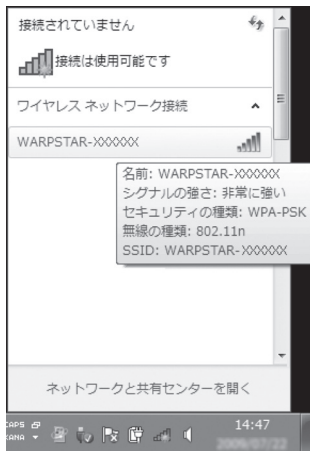 接続されていません
接続は使用可能です
ワイヤレス ネットワーク接続
WARPSTAR-XXXXXX
名前: WARPSTAR-XXXXXX
シグナルの強さ: 非常に強い
セキュリティの種類: WPA-PSK
無線の種類: 802.11n
SSID: WARPSTAR-XXXXXX
ネットワークと共有センターを開く
CAPS
KANA
14:47
2009/07/22